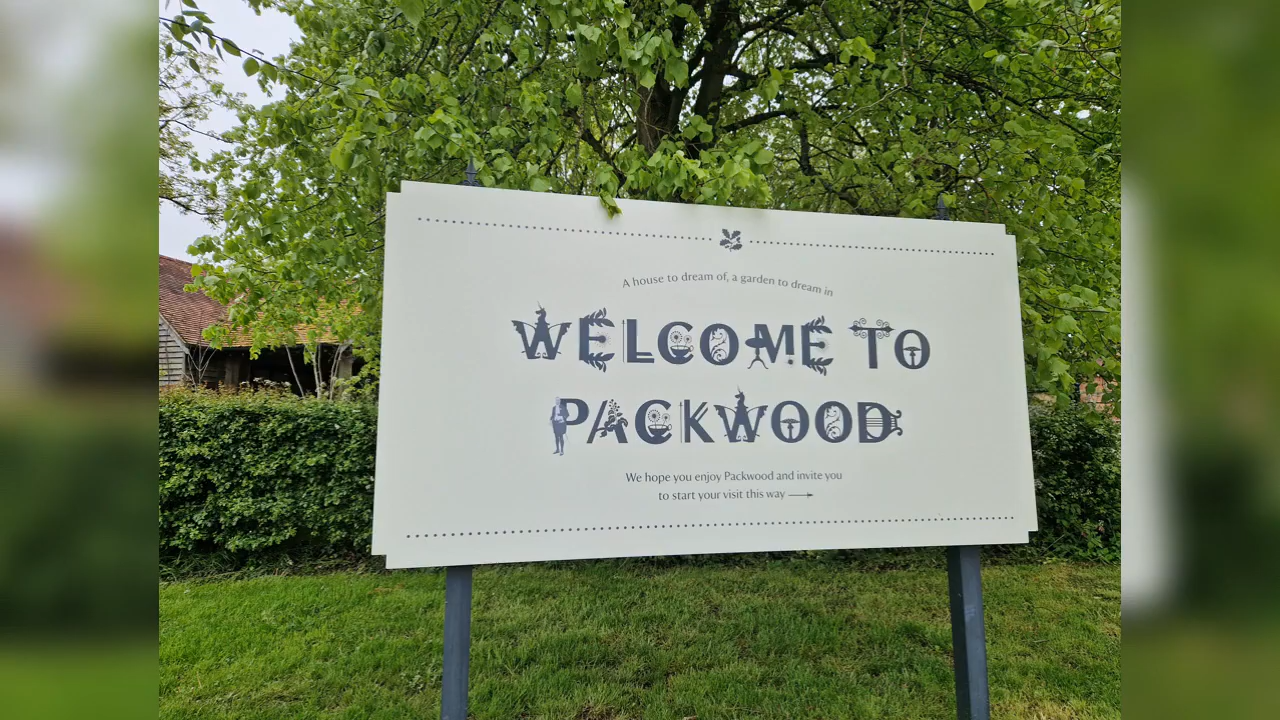 A house to dream of, a garden to dream in
WELCOME TO
PACKWOOD
We hope you enjoy Packwood and invite you
to start your visit this way